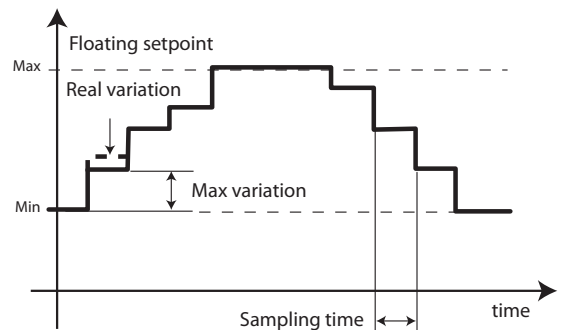 Floating setpoint
Max
Real variation
Max variation
Min
time
Sampling time